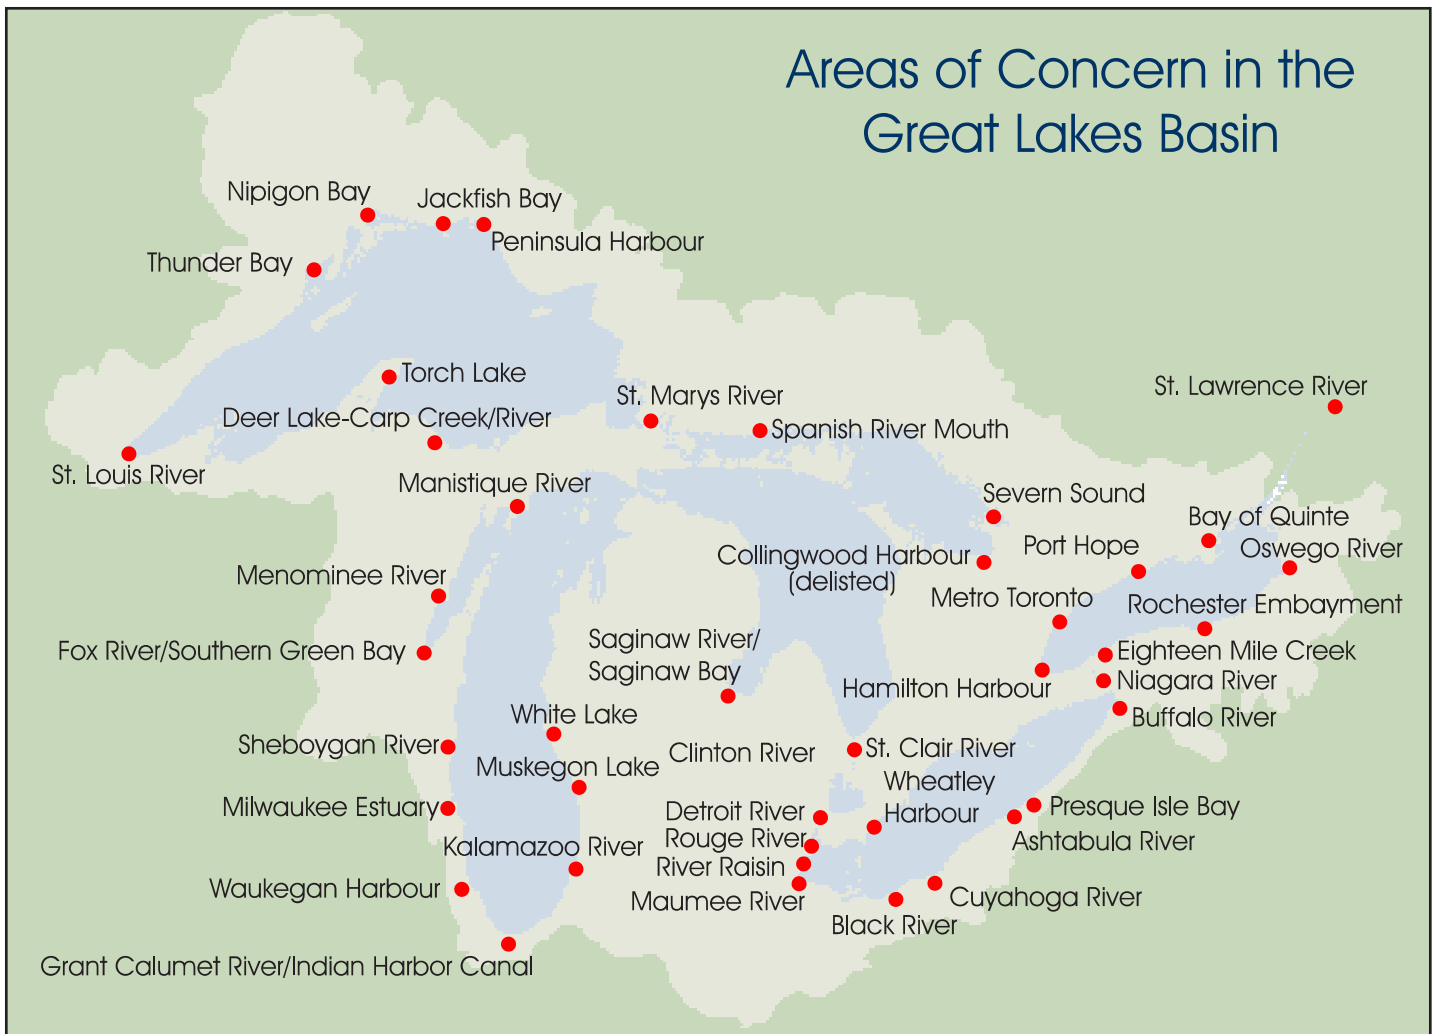 Areas of Concern in the
Great Lakes Basin
Nipigon Bay
Jackfish Bay
Peninsula Harbour
Thunder Bay
Torch Lake
St. Marys River
St. Lawrence River
Deer Lake-Carp Creek/River
Spanish River Mouth
St. Louis River
Manistique River
Severn Sound
Bay of Quinte
Port Hope
Oswego River
Collingwood Harbour
(delisted)
Menominee River
Metro Toronto
Rochester Embayment
Saginaw River/
Saginaw Bay
Fox River/Southern Green Bay
Eighteen Mile Creek
Hamilton Harbour
Niagara River
White Lake
Buffalo River
Sheboygan River
Clinton River
St. Clair River
Muskegon Lake
Wheatley
Harbour
Milwaukee Estuary
Detroit River
Presque Isle Bay
Rouge River
Ashtabula River
Kalamazoo River
River Raisin
Waukegan Harbour
Maumee River
Cuyahoga River
Black River
Grant Calumet River/Indian Harbor Canal